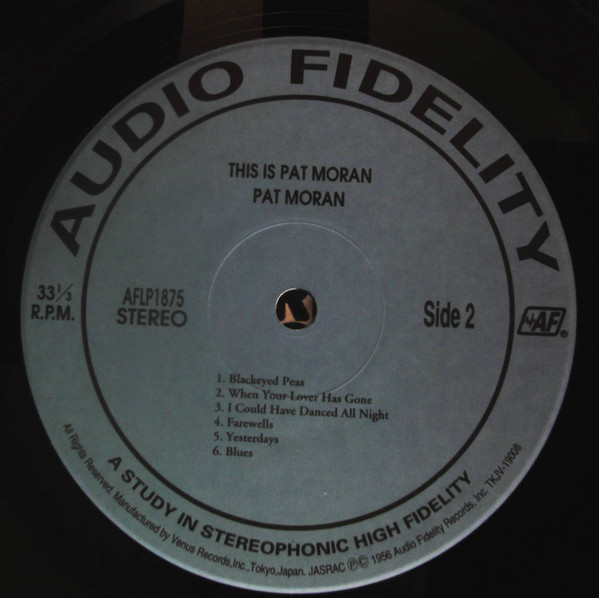 AUDIO FIDELITY
THIS IS PAT MORAN
PAT MORAN
33⅓
R.P.M.
AFLP1875
STEREO
Side 2
AF®
1. Blackeyed Peas
2. When Your Lover Has Gone
3. I Could Have Danced All Night
4. Farewells
5. Yesterdays
6. Blues
A STUDY IN STEREOPHONIC HIGH FIDELITY
All Rights Reserved. Manufactured by Venus Records,Inc.,Tokyo,Japan. JASRAC ℗© 1956 Audio Fidelity Records, Inc. TKJV-19008